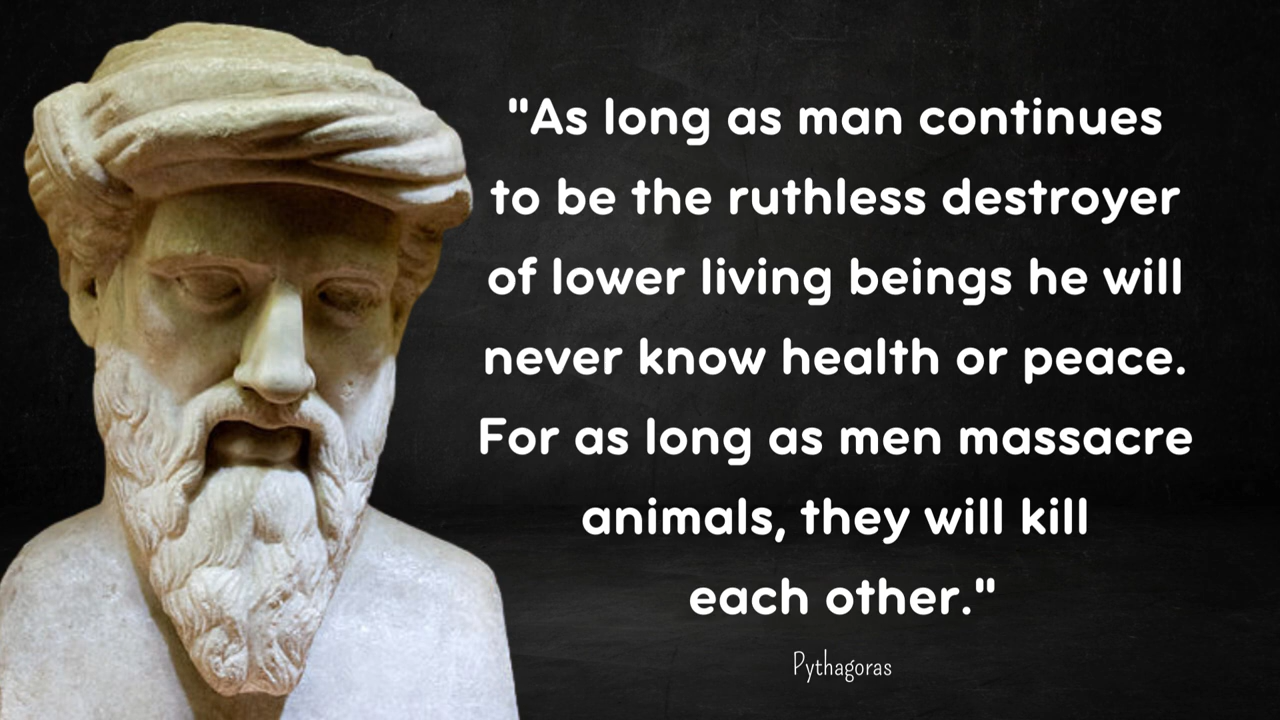 "As long as man continues
to be the ruthless destroyer
of lower living beings he will
never know health or peace.
For as long as men massacre
animals, they will kill
each other."
Pythagoras